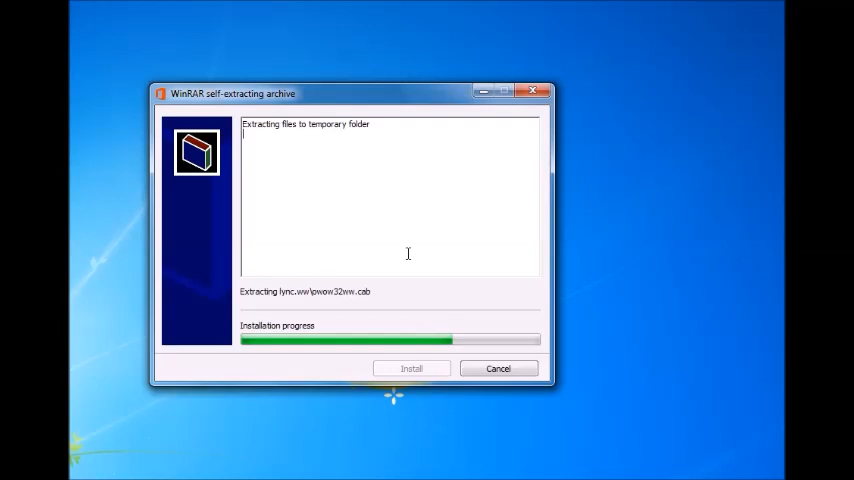 WinRAR self-extracting archive
Extracting files to temporary folder
Extracting lync.ww\pwow32ww.cab
Installation progress
Install
Cancel